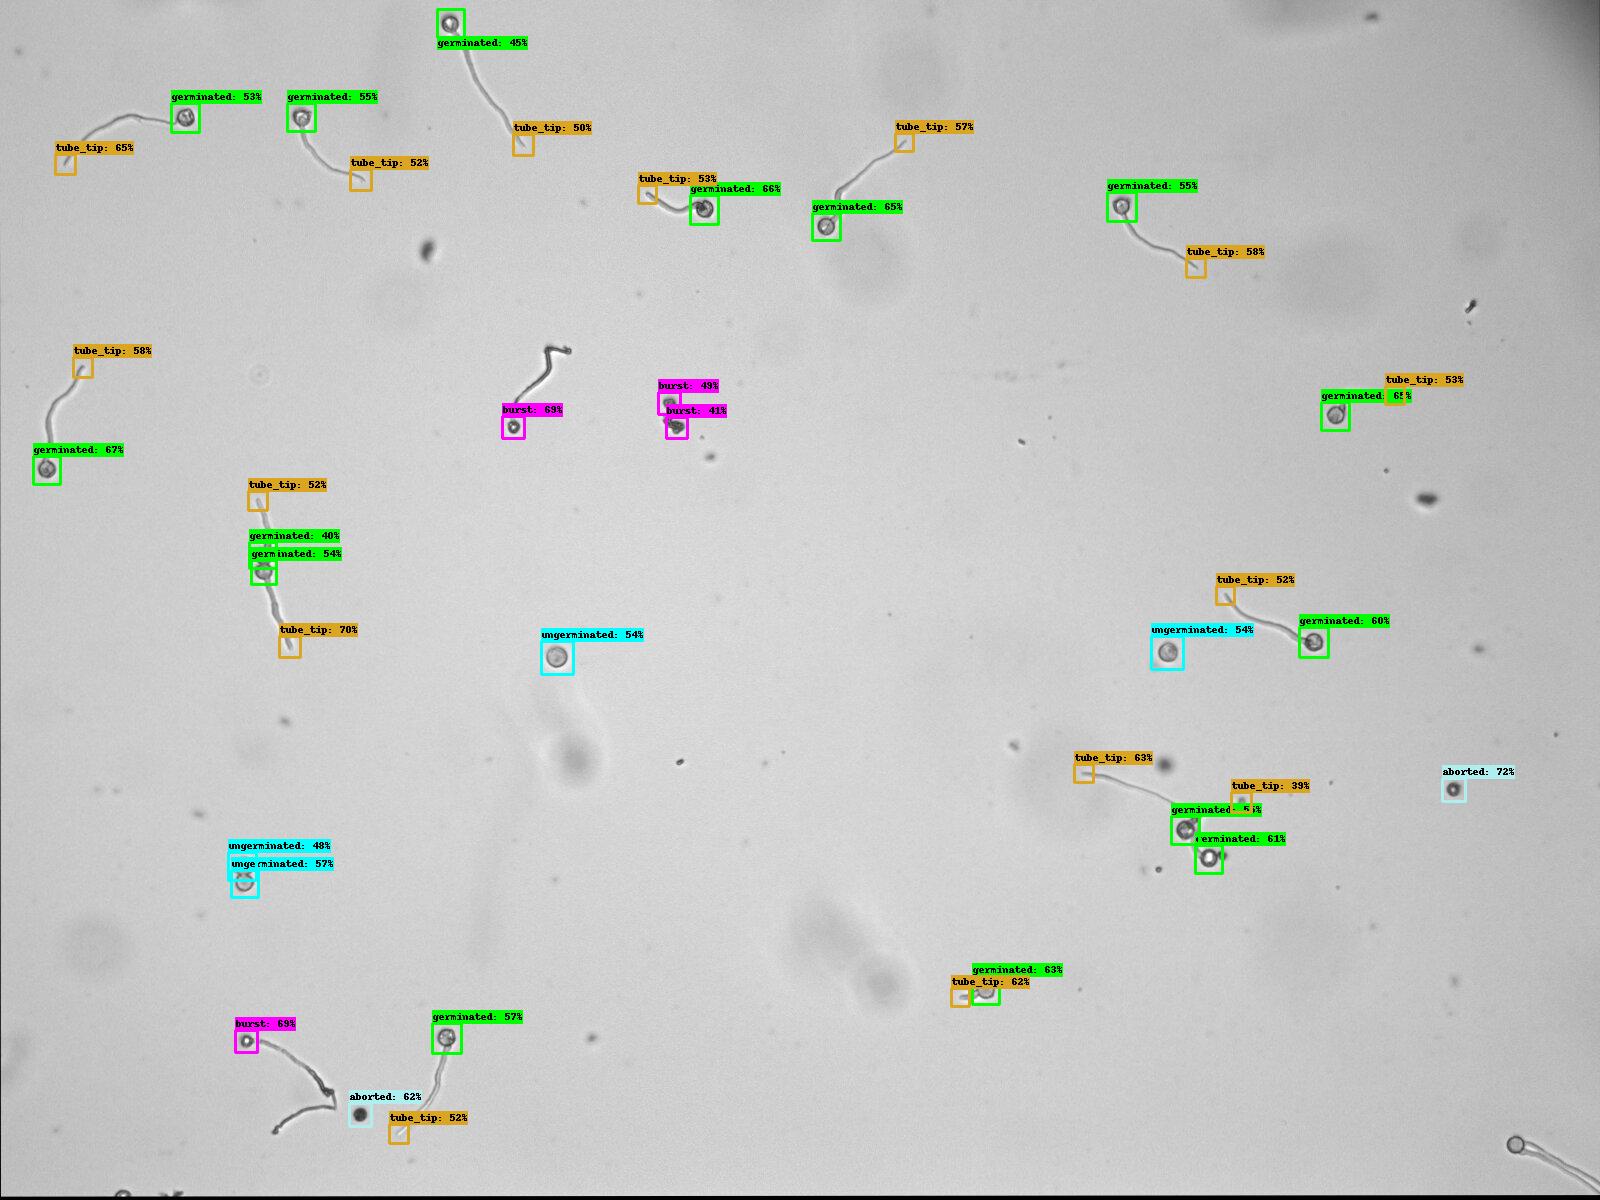 germinated: 45%
germinated: 53%
germinated: 55%
tube_tip: 50%
tube_tip: 57%
tube_tip: 65%
tube_tip: 52%
tube_tip: 53%
germinated: 66%
germinated: 55%
germinated: 65%
tube_tip: 58%
tube_tip: 58%
tube_tip: 53%
burst: 49%
germinated:
burst: 69%
burst: 41%
germinated: 67%
tube_tip: 52%
germinated: 40%
germinated: 54%
tube_tip: 52%
germinated: 60%
tube_tip: 70%
ungerminated: 54%
ungerminated: 54%
tube_tip: 63%
aborted: 72%
tube_tip: 39%
germinated:
germinated: 61%
ungerminated: 48%
ungerminated: 57%
germinated: 63%
tube_tip: 62%
germinated: 57%
burst: 69%
aborted: 62%
tube_tip: 52%